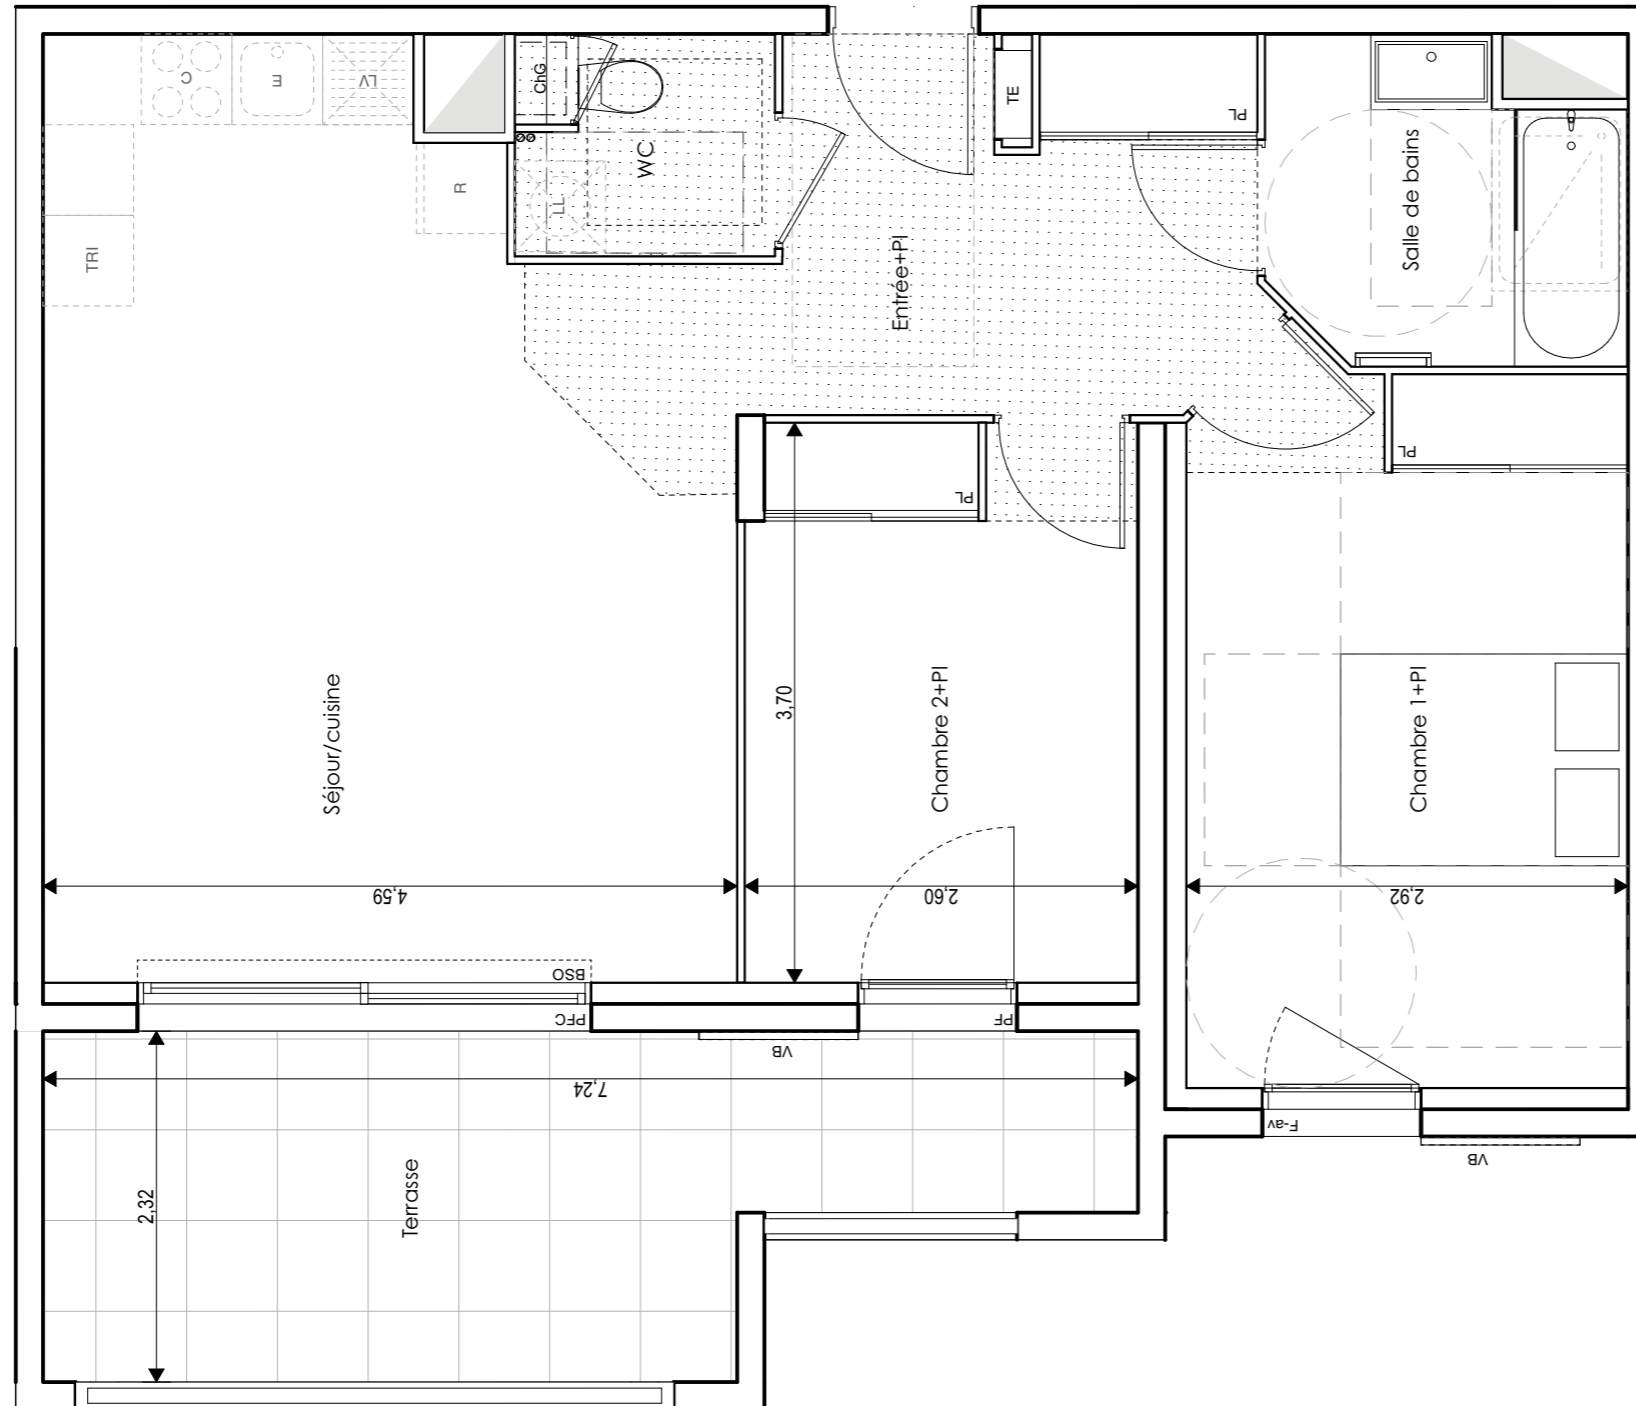 C
E
LV
ChG
WC
LL
R
TRI
TE
PL
Salle de bains
Entrée+Pl
PL
PL
Séjour/cuisine
3,70
Chambre 2+Pl
Chambre 1+Pl
4,59
2,60
2,92
BSO
PFC
PF
VB
7,24
F-av
VB
Terrasse
2,32